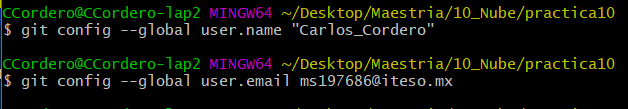 CCordero@CCordero-lap2 MINGW64 ~/Desktop/Maestria/10_Nube/practica10
$ git config --global user.name "Carlos_Cordero"
CCordero@CCordero-lap2 MINGW64 ~/Desktop/Maestria/10_Nube/practica10
$ git config --global user.email ms197686@iteso.mx